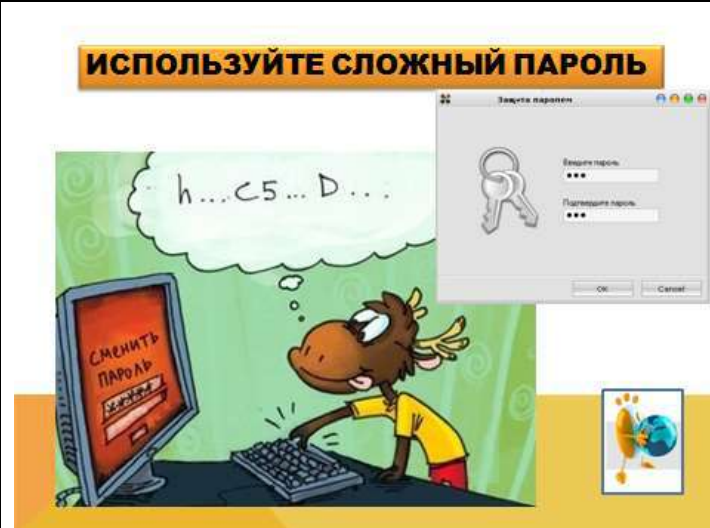 ИСПОЛЬЗУЙТЕ СЛОЖНЫЙ ПАРОЛЬ
Защита паролем
Введите пароль
●●●
Подтвердите пароль
●●●
OK Cancel
h...C5...D...
СМЕНИТЬ
ПАРОЛЬ